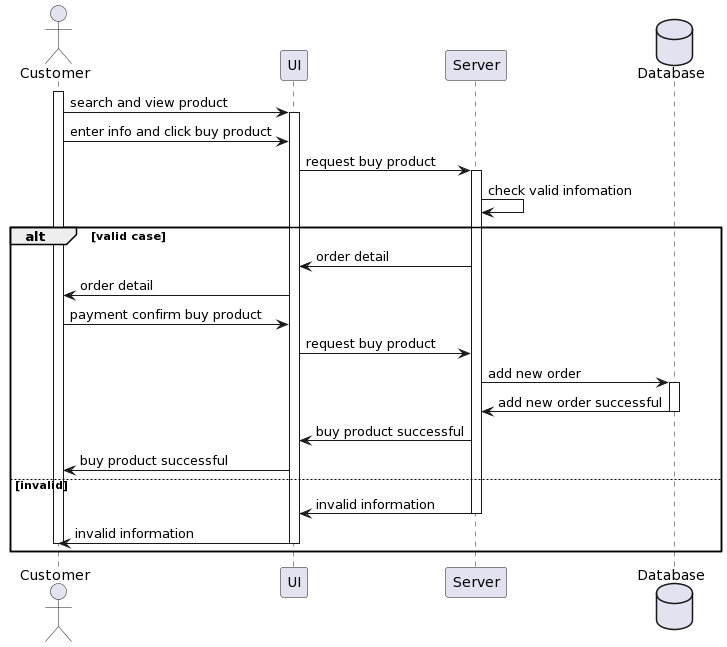 Customer
UI
Server
Database
search and view product
enter info and click buy product
request buy product
check valid infomation
alt
[valid case]
order detail
order detail
payment confirm buy product
request buy product
add new order
add new order successful
buy product successful
buy product successful
[invalid]
invalid information
invalid information
Customer
UI
Server
Database